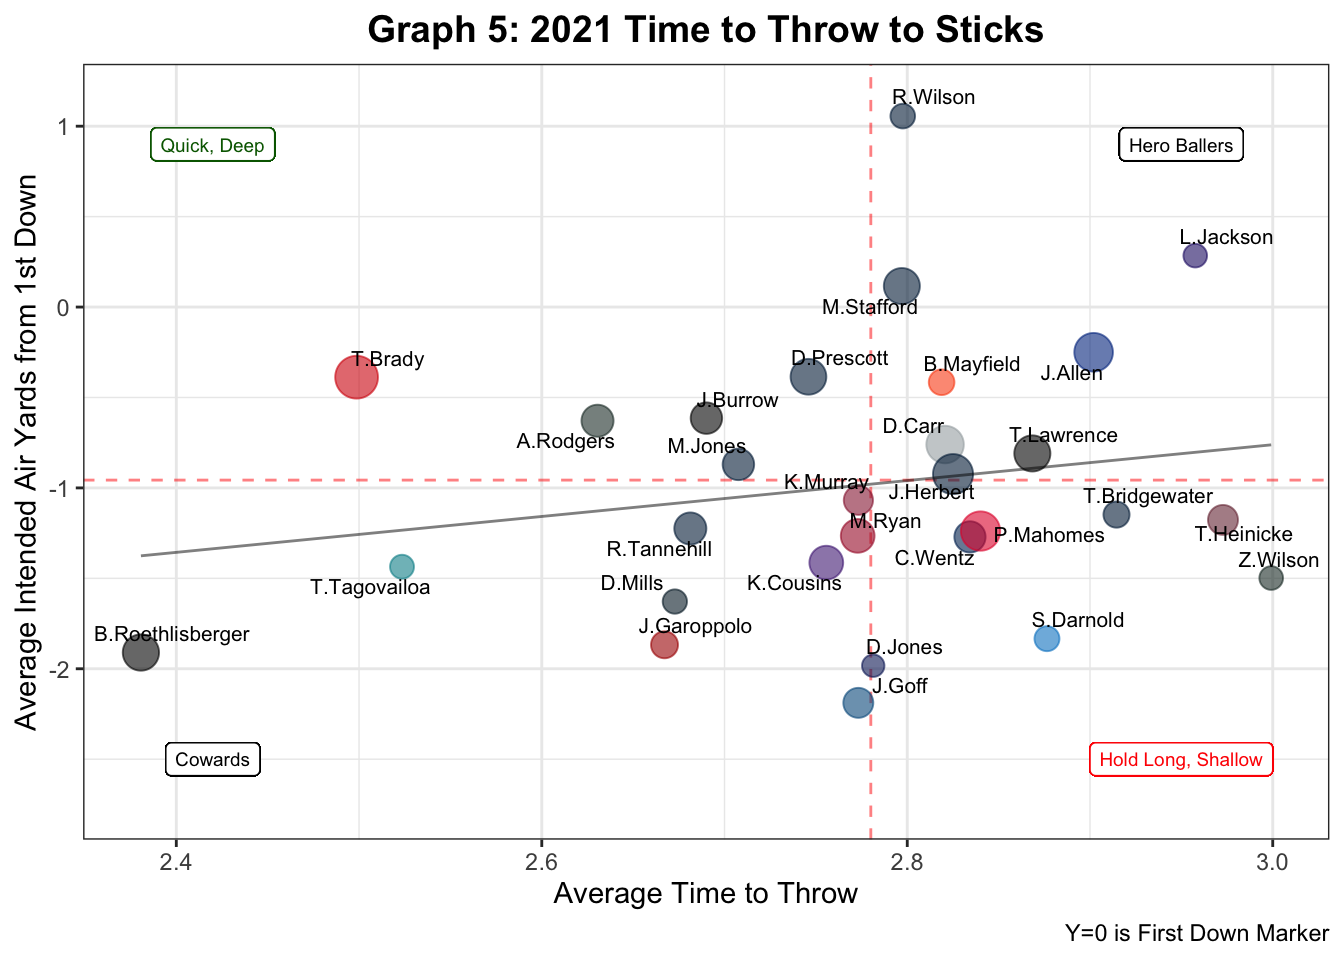 Graph 5: 2021 Time to Throw to Sticks
Average Intended Air Yards from 1st Down
1
0
-1
-2
Quick, Deep
Hero Ballers
R.Wilson
L.Jackson
M.Stafford
T.Brady
D.Prescott
B.Mayfield
J.Allen
J.Burrow
A.Rodgers
M.Jones
D.Carr
T.Lawrence
K.Murray
J.Herbert
T.Bridgewater
M.Ryan
P.Mahomes
T.Heinicke
R.Tannehill
C.Wentz
Z.Wilson
T.Tagovailoa
D.Mills
K.Cousins
J.Garoppolo
S.Darnold
B.Roethlisberger
D.Jones
J.Goff
Cowards
Hold Long, Shallow
2.4
2.6
2.8
3.0
Average Time to Throw
Y=0 is First Down Marker